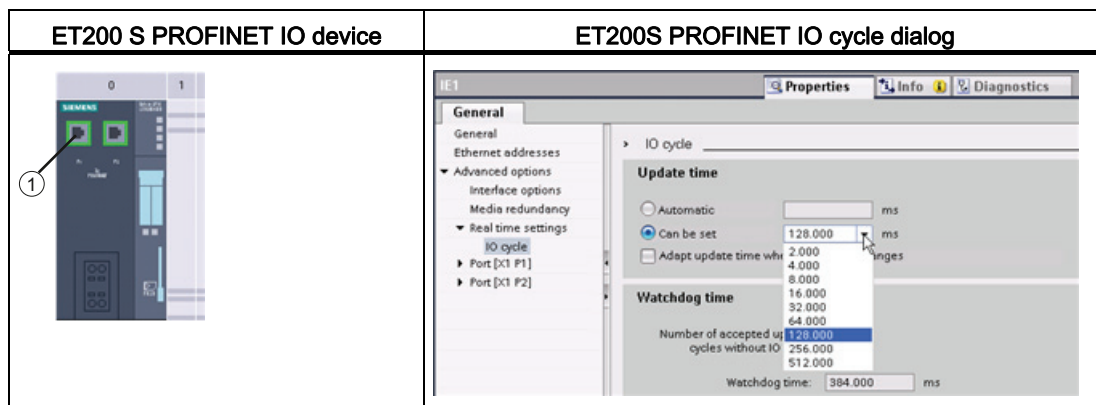 ET200 S PROFINET IO device
ET200S PROFINET IO cycle dialog
0
1
SIEMENS
1
IE1
Properties
Info
Diagnostics
General
General
Ethernet addresses
Advanced options
Interface options
Media redundancy
Real time settings
IO cycle
Port [X1 P1]
Port [X1 P2]
IO cycle
Update time
Automatic
ms
Can be set
128.000
ms
Adapt update time
2.000
4.000
8.000
16.000
32.000
64.000
128.000
256.000
512.000
Watchdog time
Number of accepted
cycles without IO
Watchdog time:
384.000
ms